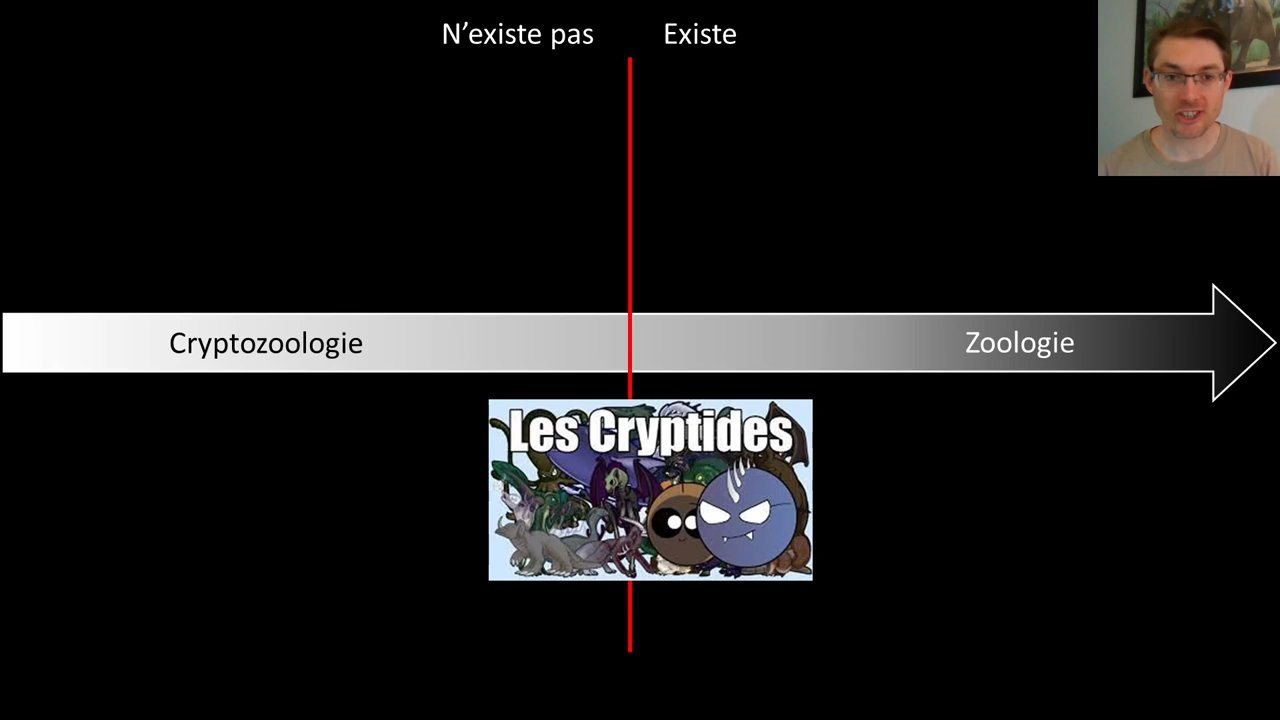 N’existe pas
Existe
Cryptozoologie
Zoologie
Les Cryptides